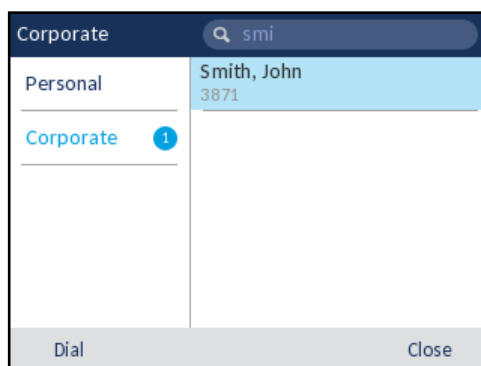 Corporate
smi
Personal
Corporate 1
Smith, John
3871
Dial
Close